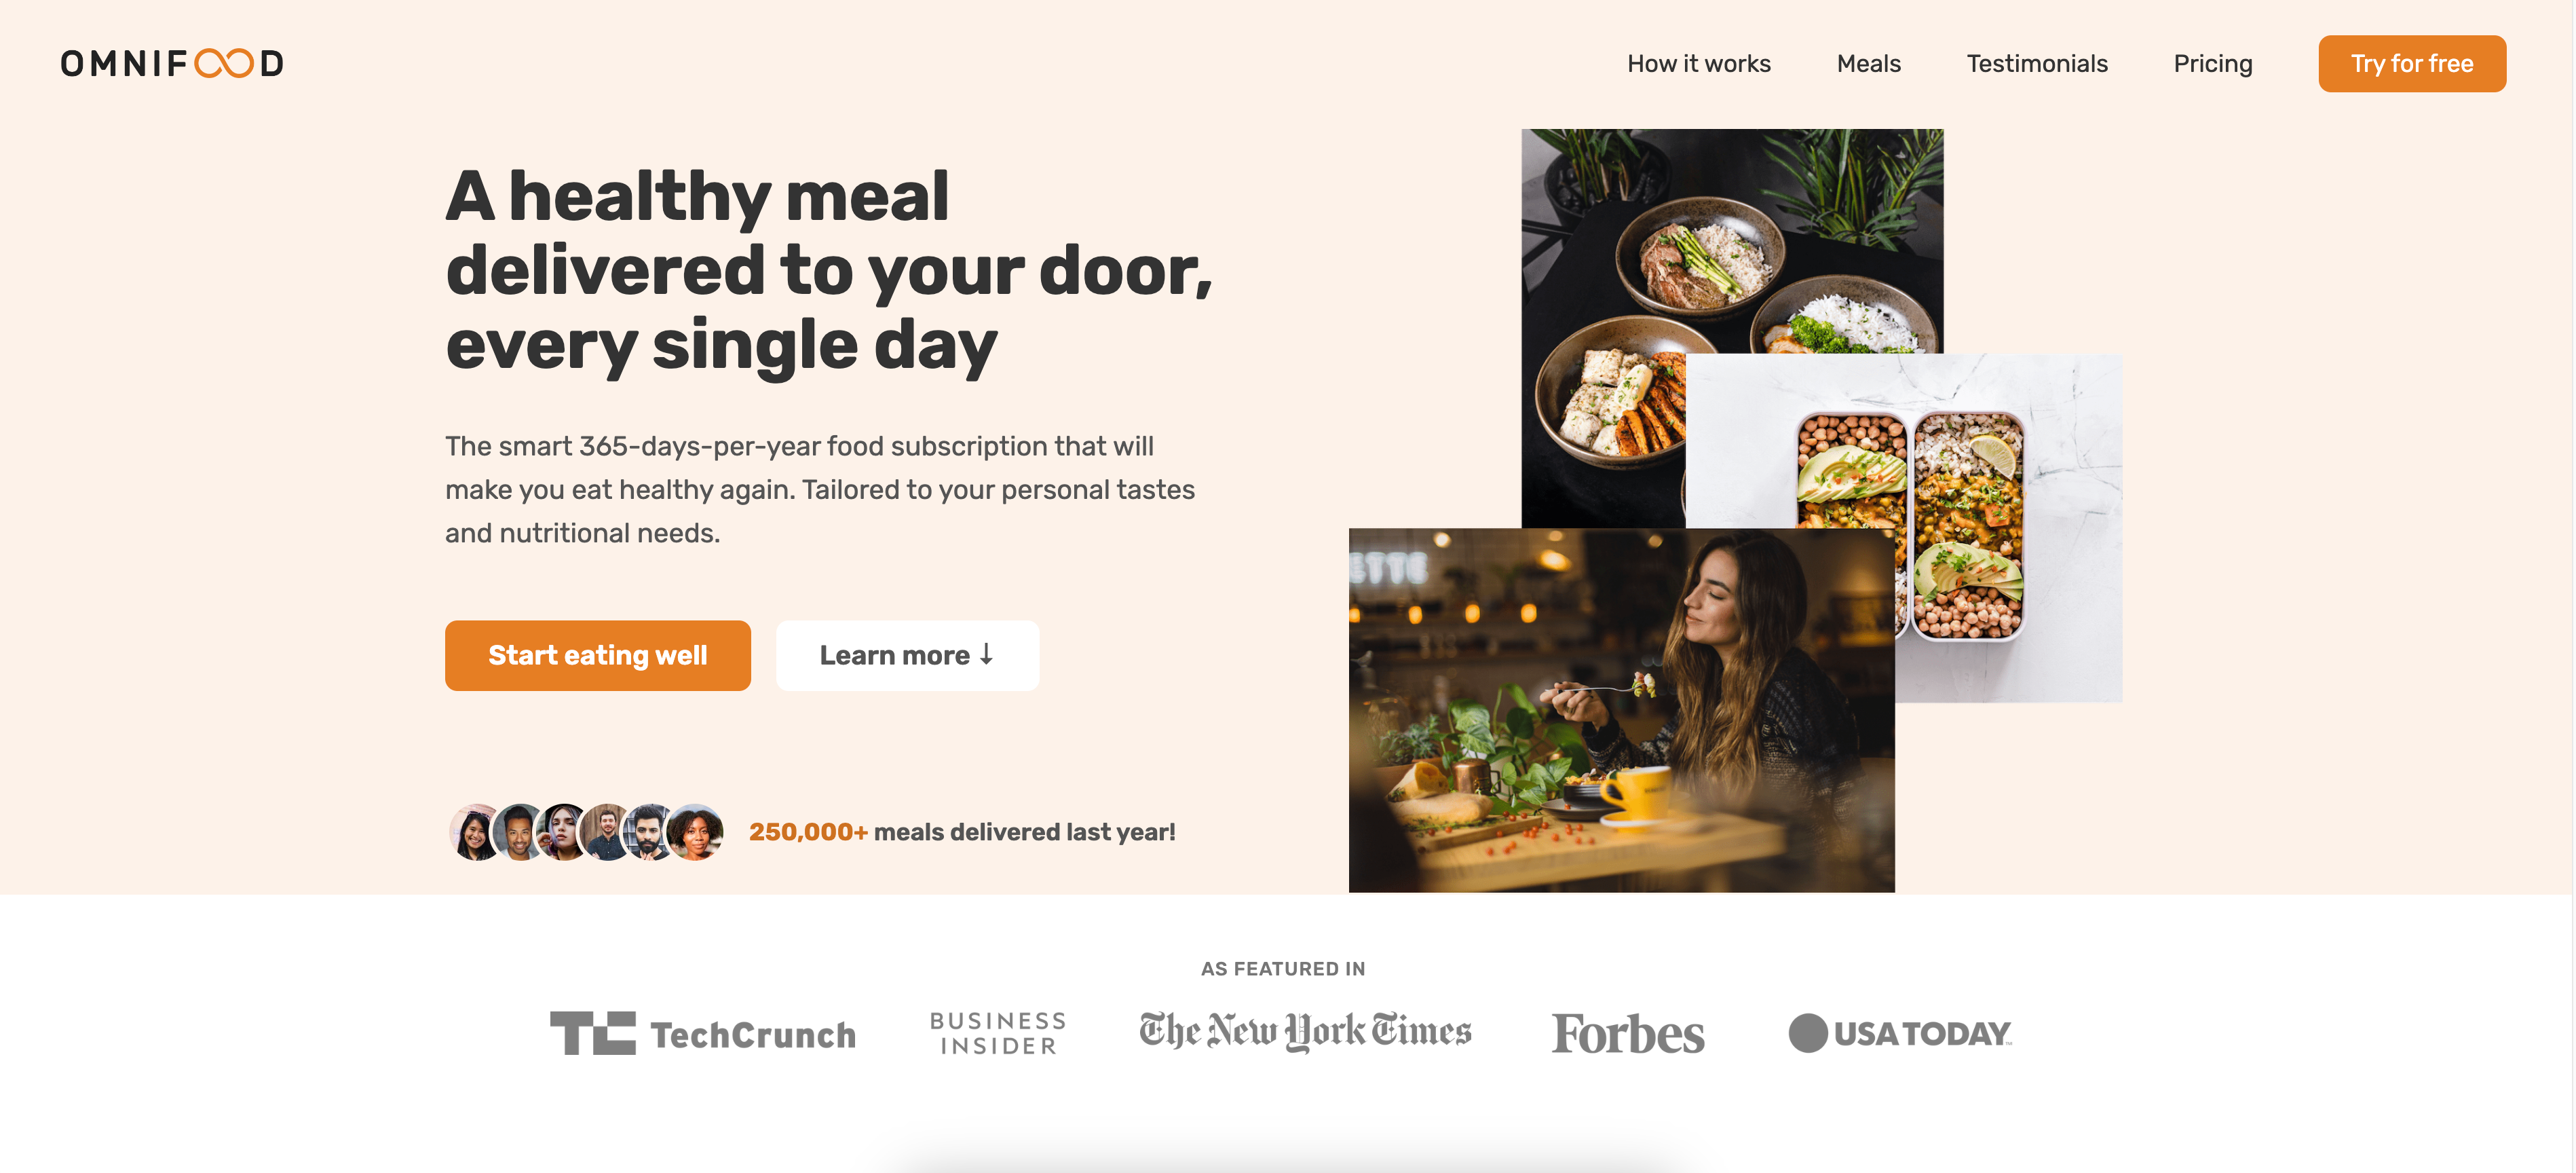 OMNIFOOD
How it works
Meals
Testimonials
Pricing
Try for free
A healthy meal
delivered to your door,
every single day
The smart 365-days-per-year food subscription that will
make you eat healthy again. Tailored to your personal tastes
and nutritional needs.
Start eating well
Learn more ↓
ETTE
250,000+ meals delivered last year!
AS FEATURED IN
TC TechCrunch
BUSINESS
INSIDER
The New York Times
Forbes
USA TODAY